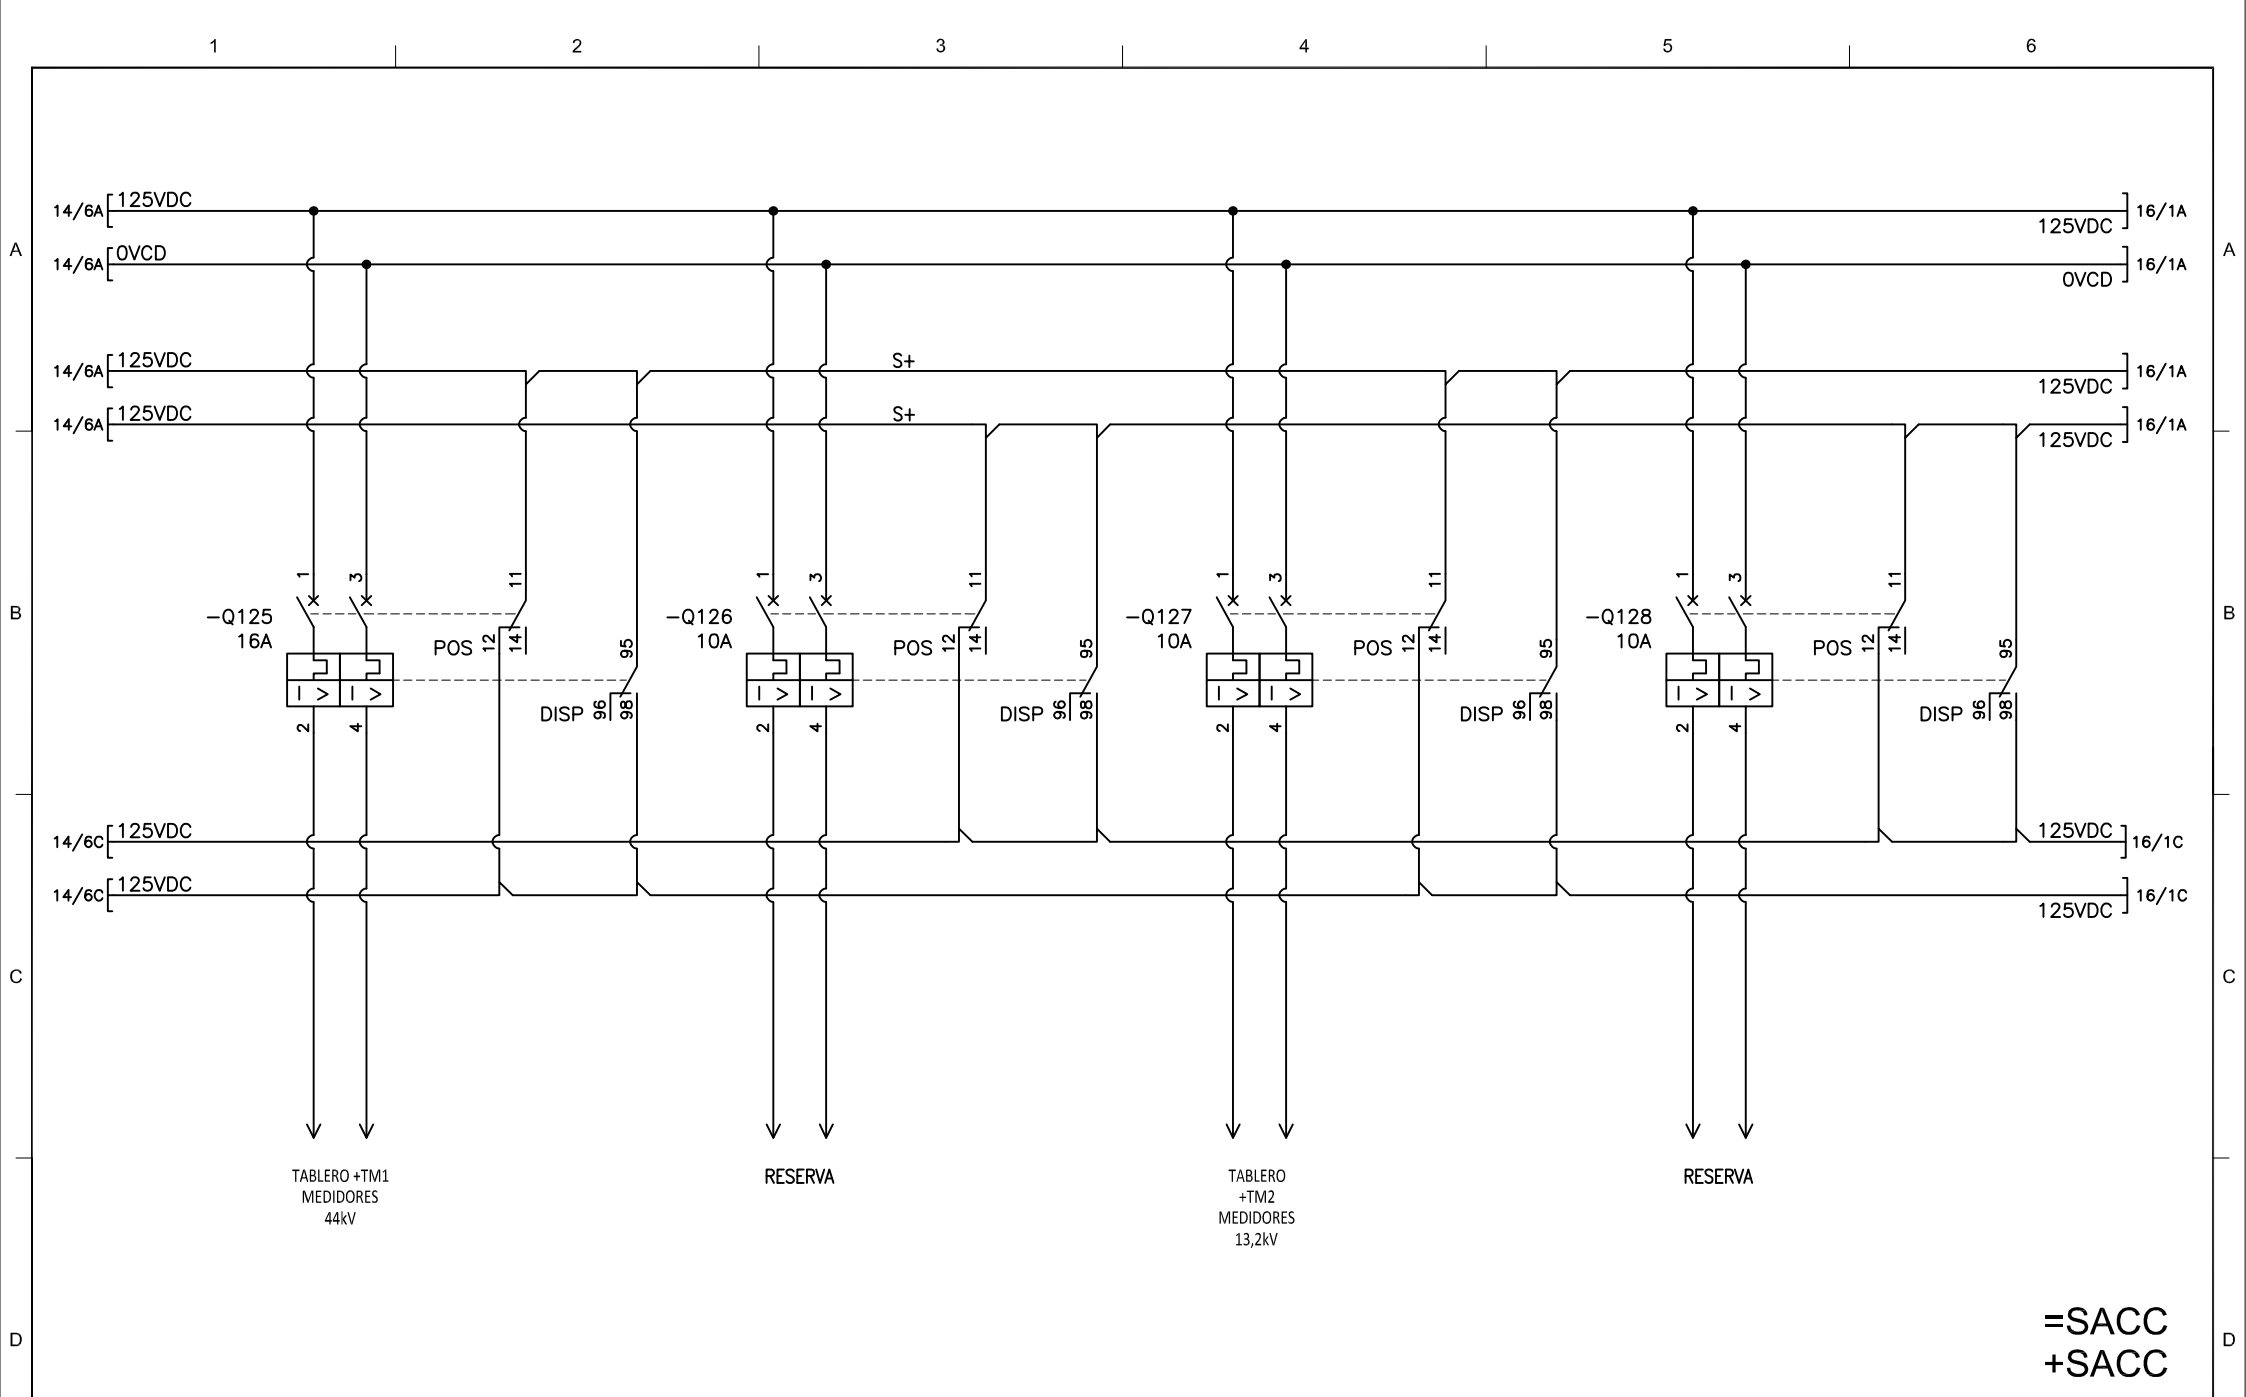 1 2 3 4 5 6
14/6A 125VDC
125VDC 16/1A
A A
14/6A 0VCD
0VCD 16/1A
14/6A 125VDC S+
125VDC 16/1A
14/6A 125VDC S+
125VDC 16/1A
1 3 11 1 3 11 1 3 11 1 3 11
B B
-Q125
16A
POS 12 14
95
DISP 96 98
2 4
-Q126
10A
POS 12 14
95
DISP 96 98
2 4
-Q127
10A
POS 12 14
95
DISP 96 98
2 4
-Q128
10A
POS 12 14
95
DISP 96 98
2 4
I > I > I > I > I > I > I > I >
14/6C 125VDC
125VDC 16/1C
14/6C 125VDC
125VDC 16/1C
C C
TABLERO +TM1
MEDIDORES
44kV
RESERVA
TABLERO
+TM2
MEDIDORES
13,2kV
RESERVA
D D
=SACC
+SACC